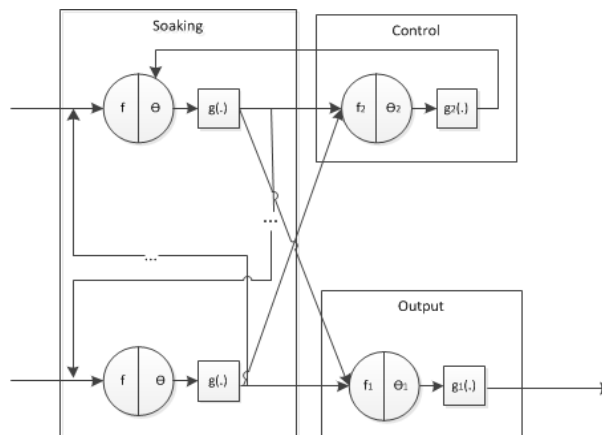 Soaking
Control
f Θ g(.)
f₂ Θ₂ g₂(.)
...
...
Output
f Θ g(.)
f₁ Θ₁ g₁(.)